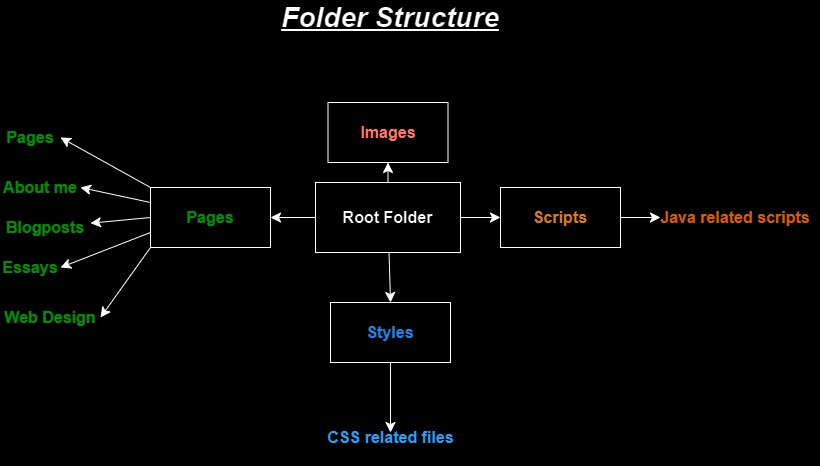 Folder Structure
Images
Pages
About me
Blogposts
Essays
Web Design
Pages
Root Folder
Scripts
Java related scripts
Styles
CSS related files